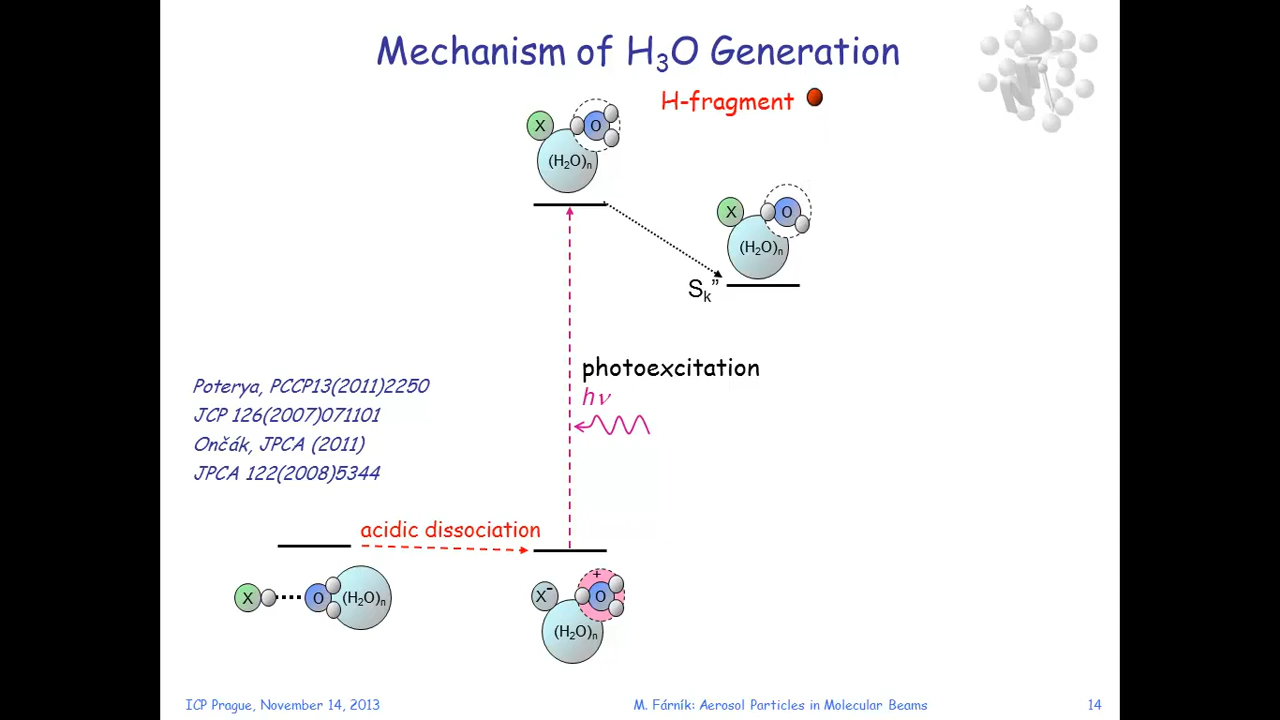 Mechanism of H₃O Generation
H-fragment
X
O
(H₂O)ₙ
X
O
(H₂O)ₙ
Sₖ”
photoexcitation
hν
Poterya, PCCP13(2011)2250
JCP 126(2007)071101
Ončák, JPCA (2011)
JPCA 122(2008)5344
acidic dissociation
X
O
(H₂O)ₙ
X⁻
+
O
(H₂O)ₙ
ICP Prague, November 14, 2013
M. Fárník: Aerosol Particles in Molecular Beams
14